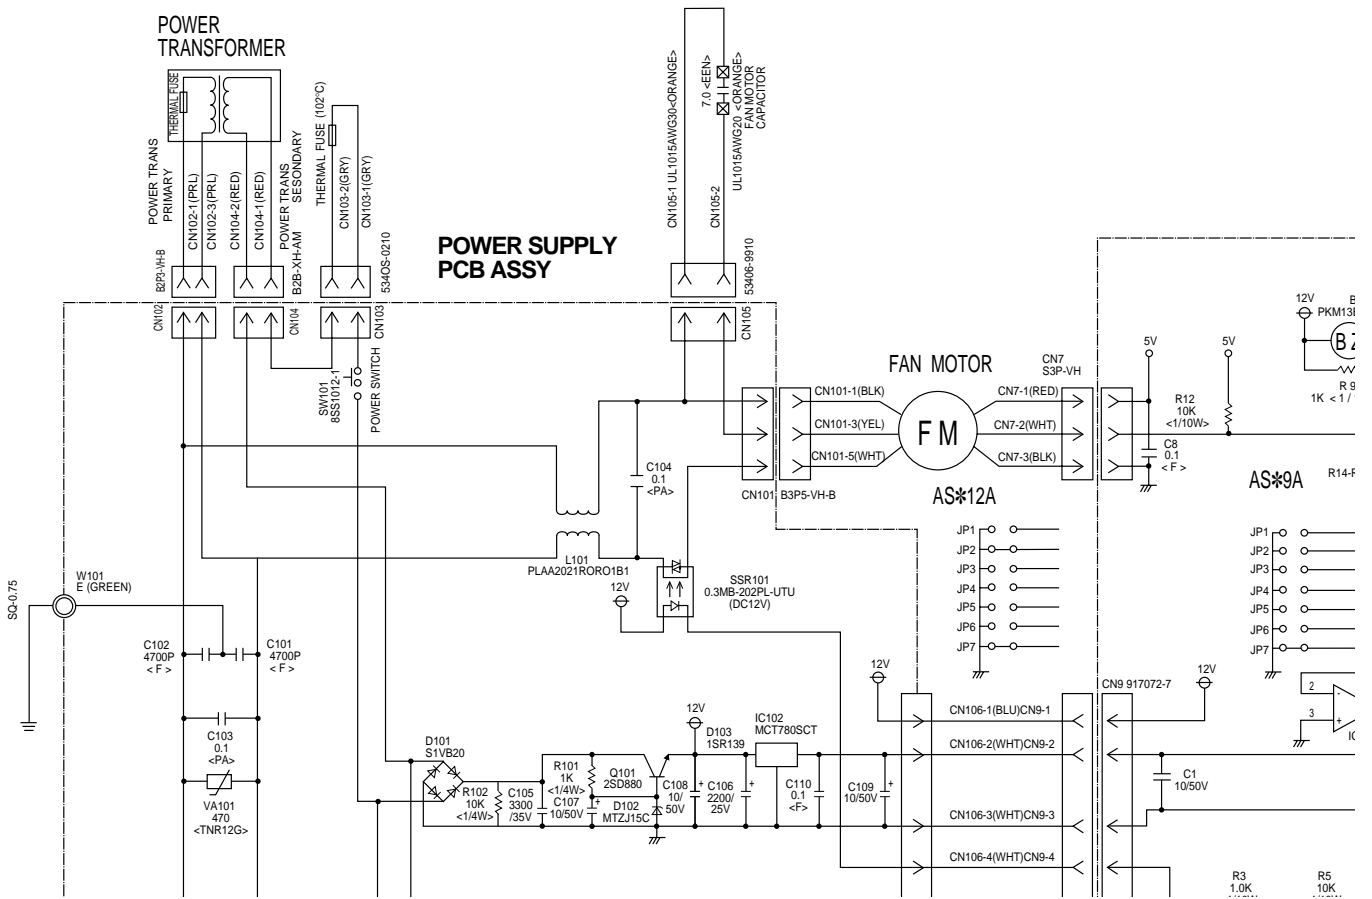 POWER
TRANSFORMER
THERMAL FUSE
THERMAL FUSE (102°C)
POWER TRANS
PRIMARY
CN102-1(PRL)
CN102-3(PRL)
CN104-2(RED)
CN104-1(RED)
POWER TRANS
SESONDARY
CN103-2(GRY)
CN103-1(GRY)
B2P3-VH-B
B2B-XH-AM
534OS-0210
CN102
CN104
CN103
POWER SUPPLY
PCB ASSY
CN105-1 UL1015AWG30<ORANGE>
CN105-2
7.0 <EEN>
UL1015AWG20 <ORANGE>
FAN MOTOR
CAPACITOR
53406-9910
CN105
SW101
8SS1012-1
POWER SWITCH
FAN MOTOR
FM
CN101-1(BLK)
CN101-3(YEL)
CN101-5(WHT)
CN7-1(RED)
CN7-2(WHT)
CN7-3(BLK)
CN7
S3P-VH
CN101
B3P5-VH-B
5V
5V
12V
B
PKM13E
BZ
R 9
1K < 1 / 1
R12
10K
<1/10W>
C8
0.1
< F >
AS✻12A
JP1
JP2
JP3
JP4
JP5
JP6
JP7
AS✻9A
R14-R
JP1
JP2
JP3
JP4
JP5
JP6
JP7
C104
0.1
<PA>
L101
PLAA2021RORO1B1
12V
SSR101
0.3MB-202PL-UTU
(DC12V)
SQ-0.75
W101
E (GREEN)
C102
4700P
< F >
C101
4700P
< F >
C103
0.1
<PA>
VA101
470
<TNR12G>
D101
S1VB20
R102
10K
<1/4W>
C105
3300
/35V
R101
1K
<1/4W>
C107
10/50V
+
Q101
2SD880
D102
MTZJ15C
12V
C108
10/
50V
+
D103
1SR139
C106
2200/
25V
+
IC102
MCT780SCT
C110
0.1
<F>
C109
10/50V
+
12V
CN106-1(BLU)CN9-1
CN106-2(WHT)CN9-2
CN106-3(WHT)CN9-3
CN106-4(WHT)CN9-4
CN9 917072-7
12V
C1
10/50V
2
-
3
+
IC
R3
1.0K
R5
10K